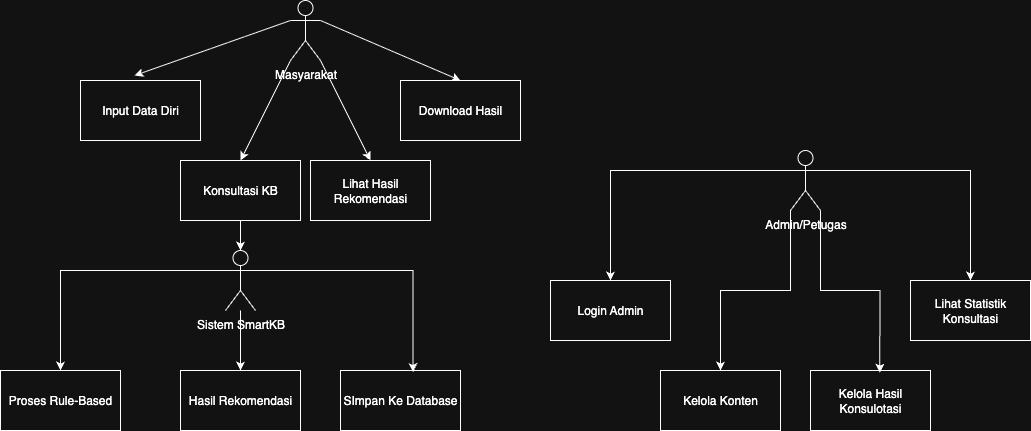 Masyarakat
Input Data Diri
Download Hasil
Konsultasi KB
Lihat Hasil
Rekomendasi
Admin/Petugas
Sistem SmartKB
Login Admin
Lihat Statistik
Konsultasi
Proses Rule-Based
Hasil Rekomendasi
SImpan Ke Database
Kelola Konten
Kelola Hasil
Konsulotasi